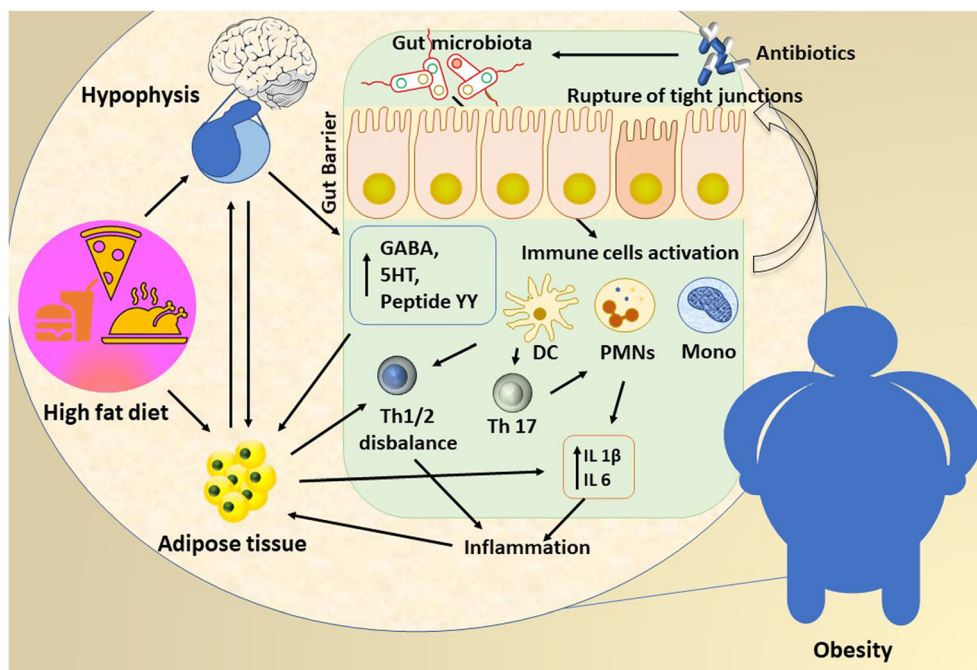 Gut microbiota
Antibiotics
Hypophysis
Rupture of tight junctions
Gut Barrier
Immune cells activation
GABA,
5HT,
Peptide YY
DC
PMNs
Mono
High fat diet
Th1/2
disbalance
Th 17
IL 1β
IL 6
Adipose tissue
Inflammation
Obesity